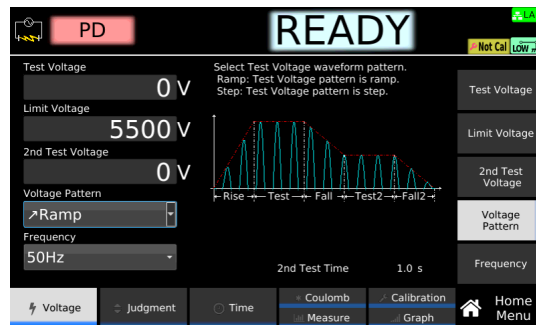 PD
READY
LA
Not Cal
LOW
Test Voltage
0 V
Limit Voltage
5500 V
2nd Test Voltage
0 V
Voltage Pattern
↗Ramp
Frequency
50Hz
Select Test Voltage waveform
pattern.
Ramp: Test Voltage pattern is ramp.
Step: Test Voltage pattern is step.
Rise
Test
Fall
Test2
Fall2
2nd Test Time 1.0 s
Test Voltage
Limit Voltage
2nd Test
Voltage
Voltage
Pattern
Frequency
Voltage
Judgment
Time
Coulomb
Measure
Calibration
Graph
Home
Menu